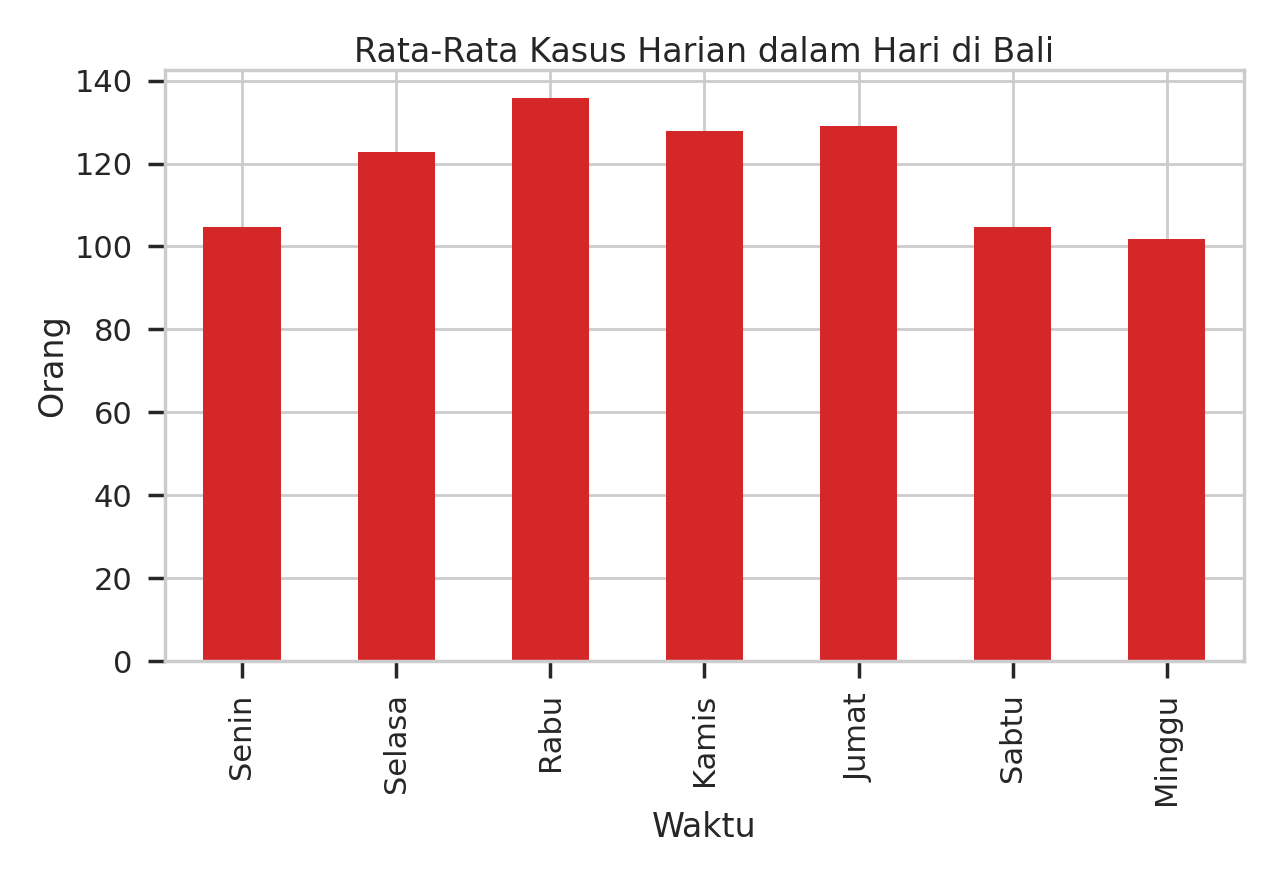 Rata-Rata Kasus Harian dalam Hari di Bali
140
120
100
80
60
40
20
0
Orang
Senin
Selasa
Rabu
Kamis
Jumat
Sabtu
Minggu
Waktu